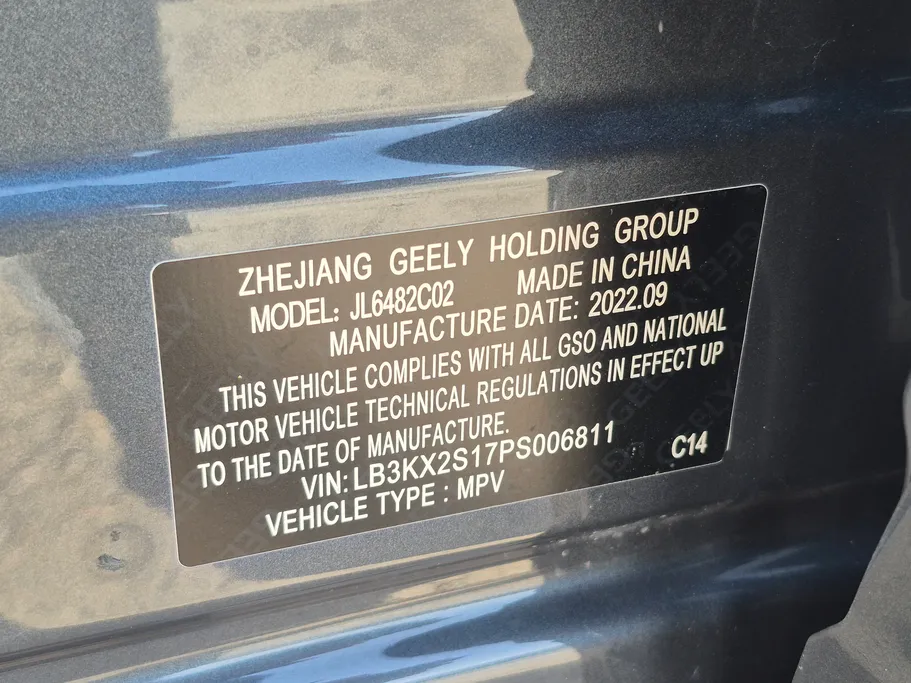 ZHEJIANG GEELY HOLDING GROUP
MODEL: JL6482C02 MADE IN CHINA
MANUFACTURE DATE: 2022.09
THIS VEHICLE COMPLIES WITH ALL GSO AND NATIONAL
MOTOR VEHICLE TECHNICAL REGULATIONS IN EFFECT UP
TO THE DATE OF MANUFACTURE.
VIN: LB3KX2S17PS006811 C14
VEHICLE TYPE : MPV